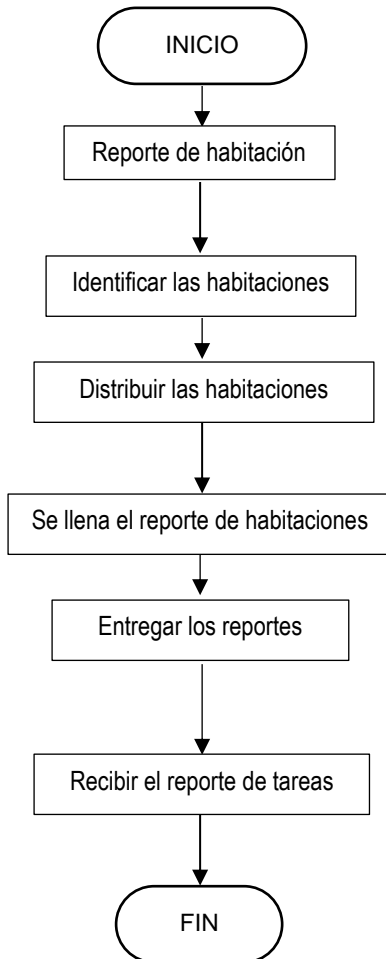 INICIO
Reporte de habitación
Identificar las habitaciones
Distribuir las habitaciones
Se llena el reporte de habitaciones
Entregar los reportes
Recibir el reporte de tareas
FIN